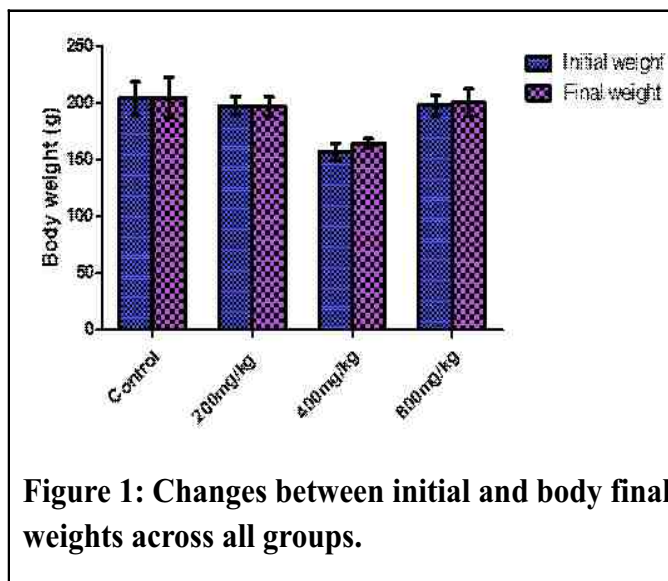 250
200
150
100
50
0
Body weight (g)
Initial weight
Final weight
Control
200mg/kg
400mg/kg
800mg/kg
Figure 1: Changes between initial and body final
weights across all groups.